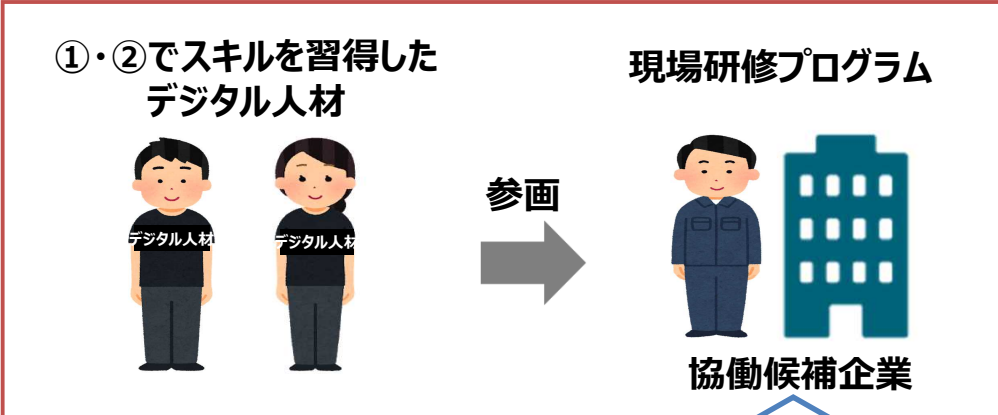 ①・②でスキルを習得した
デジタル人材
現場研修プログラム
デジタル人材
デジタル人材
参画
協働候補企業